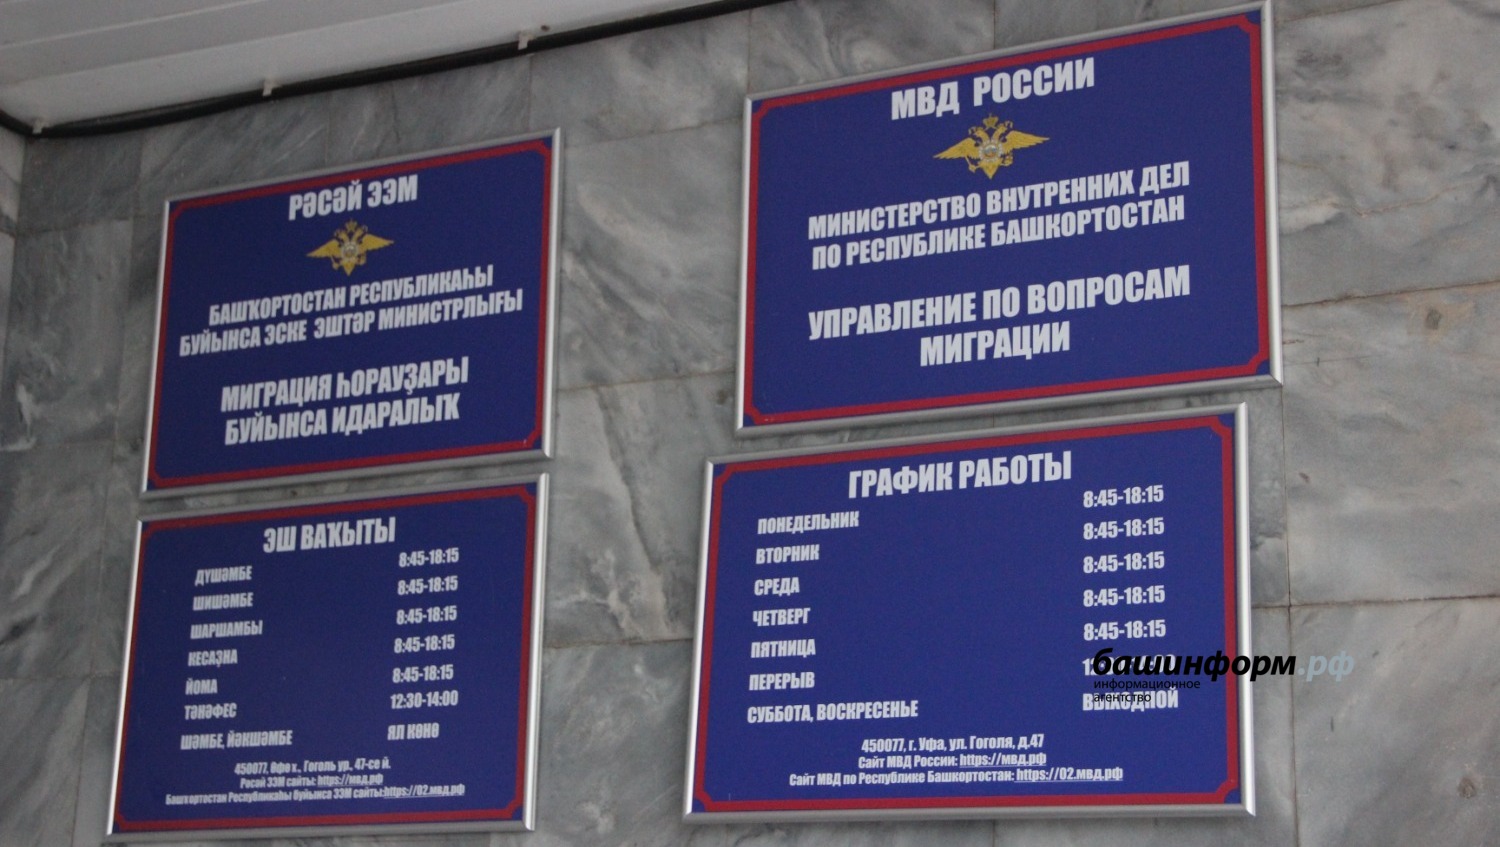 РӘСӘЙ ЭЭМ
БАШҠОРТОСТАН РЕСПУБЛИКАҺЫ
БУЙЫНСА ЭСКЕ ЭШТӘР МИНИСТРЛЫҒЫ
МИГРАЦИЯ ҺОРАУҘАРЫ
БУЙЫНСА ИДАРАЛЫҠ
ЭШ ВАҠЫТЫ
ДҮШӘМБЕ 8:45-18:15
ШИШӘМБЕ 8:45-18:15
ШАРШАМБЫ 8:45-18:15
КЕСАҘНА 8:45-18:15
ЙОМА 8:45-18:15
ТӘНӘФЕС 12:30-14:00
ШӘМБЕ, ЙӘКШӘМБЕ ЯЛ КӨНӨ
450077, Өфө ҡ., Гоголь ур., 47-се й.
Рәсәй ЭЭМ сайты: https://мвд.рф
Башҡортостан Республикаһы буйынса ЭЭМ сайты:https://02.мвд.рф
МВД РОССИИ
МИНИСТЕРСТВО ВНУТРЕННИХ ДЕЛ
ПО РЕСПУБЛИКЕ БАШКОРТОСТАН
УПРАВЛЕНИЕ ПО ВОПРОСАМ
МИГРАЦИИ
ГРАФИК РАБОТЫ
ПОНЕДЕЛЬНИК 8:45-18:15
ВТОРНИК 8:45-18:15
СРЕДА 8:45-18:15
ЧЕТВЕРГ 8:45-18:15
ПЯТНИЦА 8:45-18:15
ПЕРЕРЫВ
СУББОТА, ВОСКРЕСЕНЬЕ ВЫХОДНОЙ
450077, г. Уфа, ул. Гоголя, д.47
Сайт МВД России: https://мвд.рф
Сайт МВД по Республике Башкортостан: https://02.мвд.рф
башинформ.рф
информационное
агентство